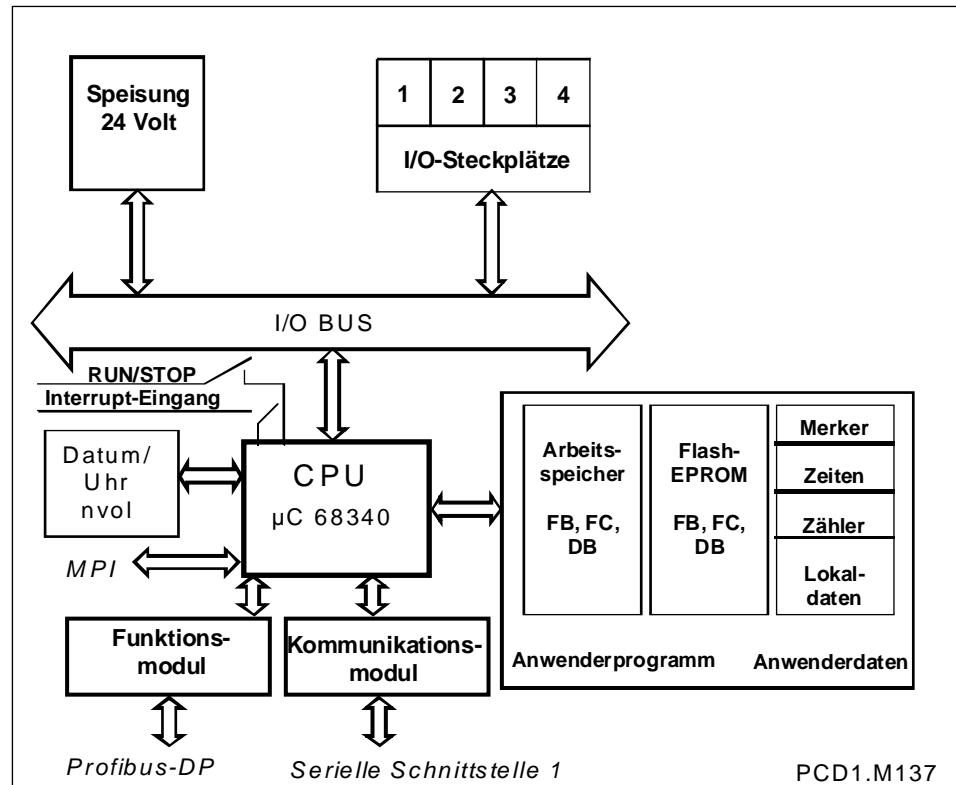 Speisung
24 Volt
1 2 3 4
I/O-Steckplätze
I/O BUS
RUN/STOP
Interrupt-Eingang
Datum/
Uhr
nvol
CPU
µC 68340
MPI
Arbeits-
speicher
FB, FC,
DB
Flash-
EPROM
FB, FC,
DB
Merker
Zeiten
Zähler
Lokal-
daten
Anwenderprogramm
Anwenderdaten
Funktions-
modul
Kommunikations-
modul
Profibus-DP
Serielle Schnittstelle 1
PCD1.M137